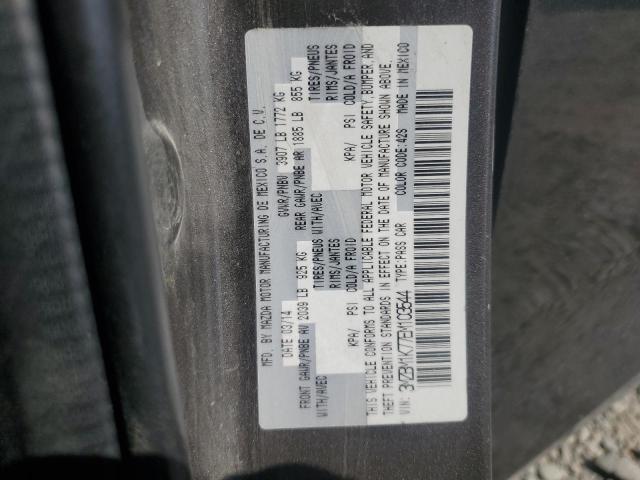 MFD. BY MAZDA MOTOR MANUFACTURING DE MEXICO S.A. DE C.V.
DATE 03/14 GVWR/PNBV 3907 LB 1772 KG
FRONT GAWR/PNBE AV 2039 LB 925 KG REAR GAWR/PNBE AR 1885 LB 855 KG
WITH/AVEC TIRES/PNEUS RIMS/JANTES WITH/AVEC TIRES/PNEUS RIMS/JANTES
KPA/ PSI COLD/A FROID KPA/ PSI COLD/A FROID
THIS VEHICLE CONFORMS TO ALL APPLICABLE FEDERAL MOTOR VEHICLE SAFETY, BUMPER, AND
THEFT PREVENTION STANDARDS IN EFFECT ON THE DATE OF MANUFACTURE SHOWN ABOVE.
VIN: 3MZBM1K77EM103544 TYPE:PASS CAR COLOR CODE:42S MADE IN MEXICO